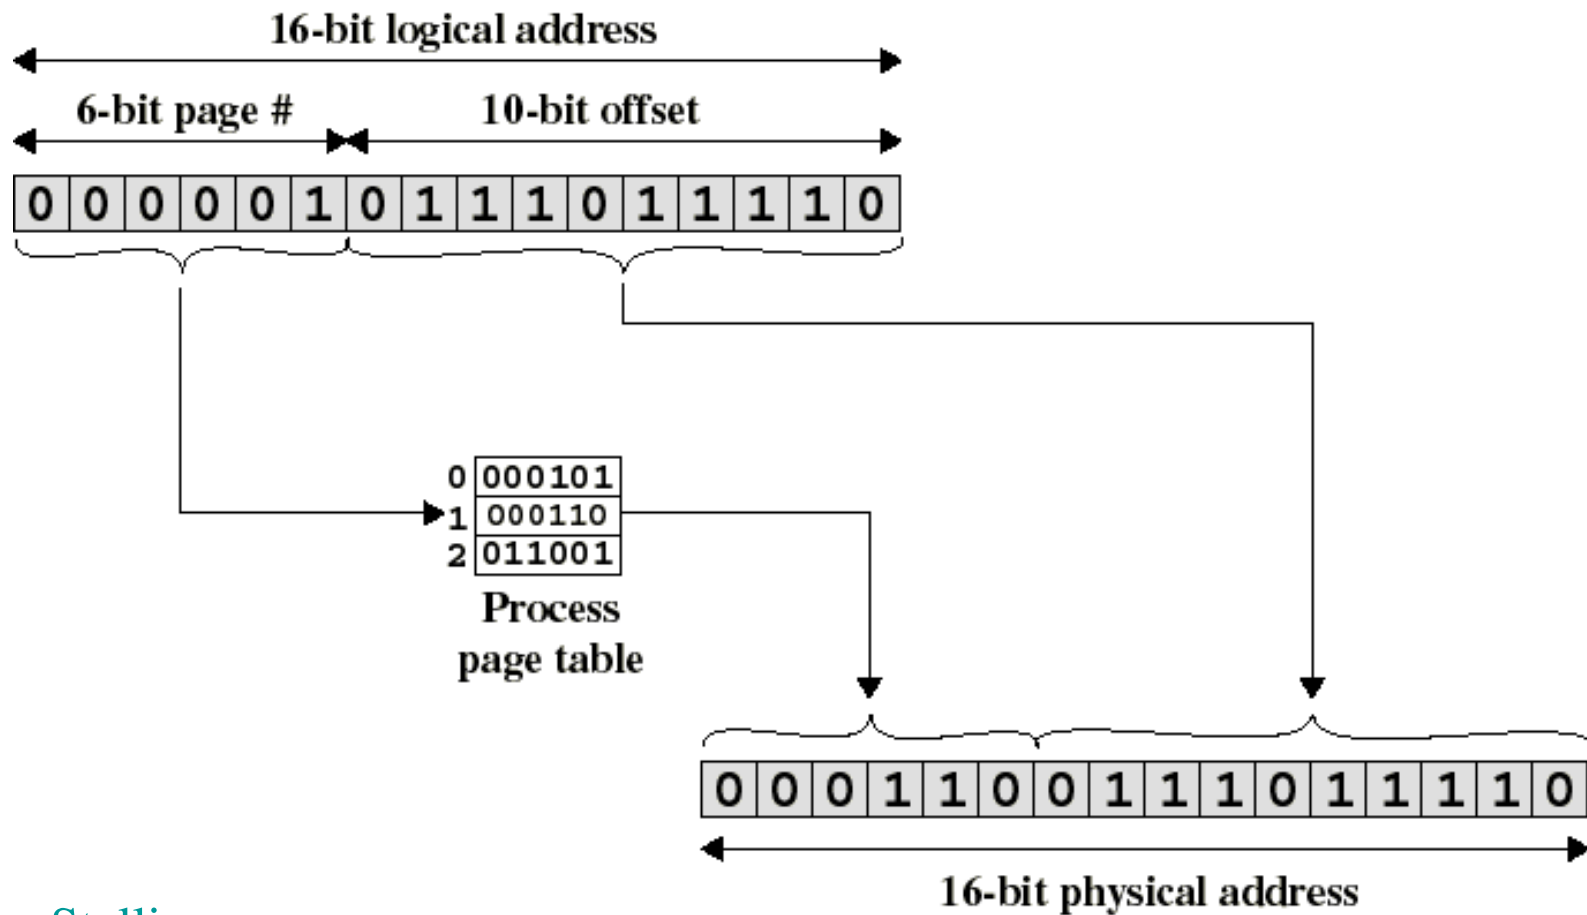 16-bit logical address
6-bit page # 10-bit offset
0 0 0 0 0 1 0 1 1 1 0 1 1 1 1 0
0 000101
1 000110
2 011001
Process
page table
0 0 0 1 1 0 0 1 1 1 0 1 1 1 1 0
16-bit physical address